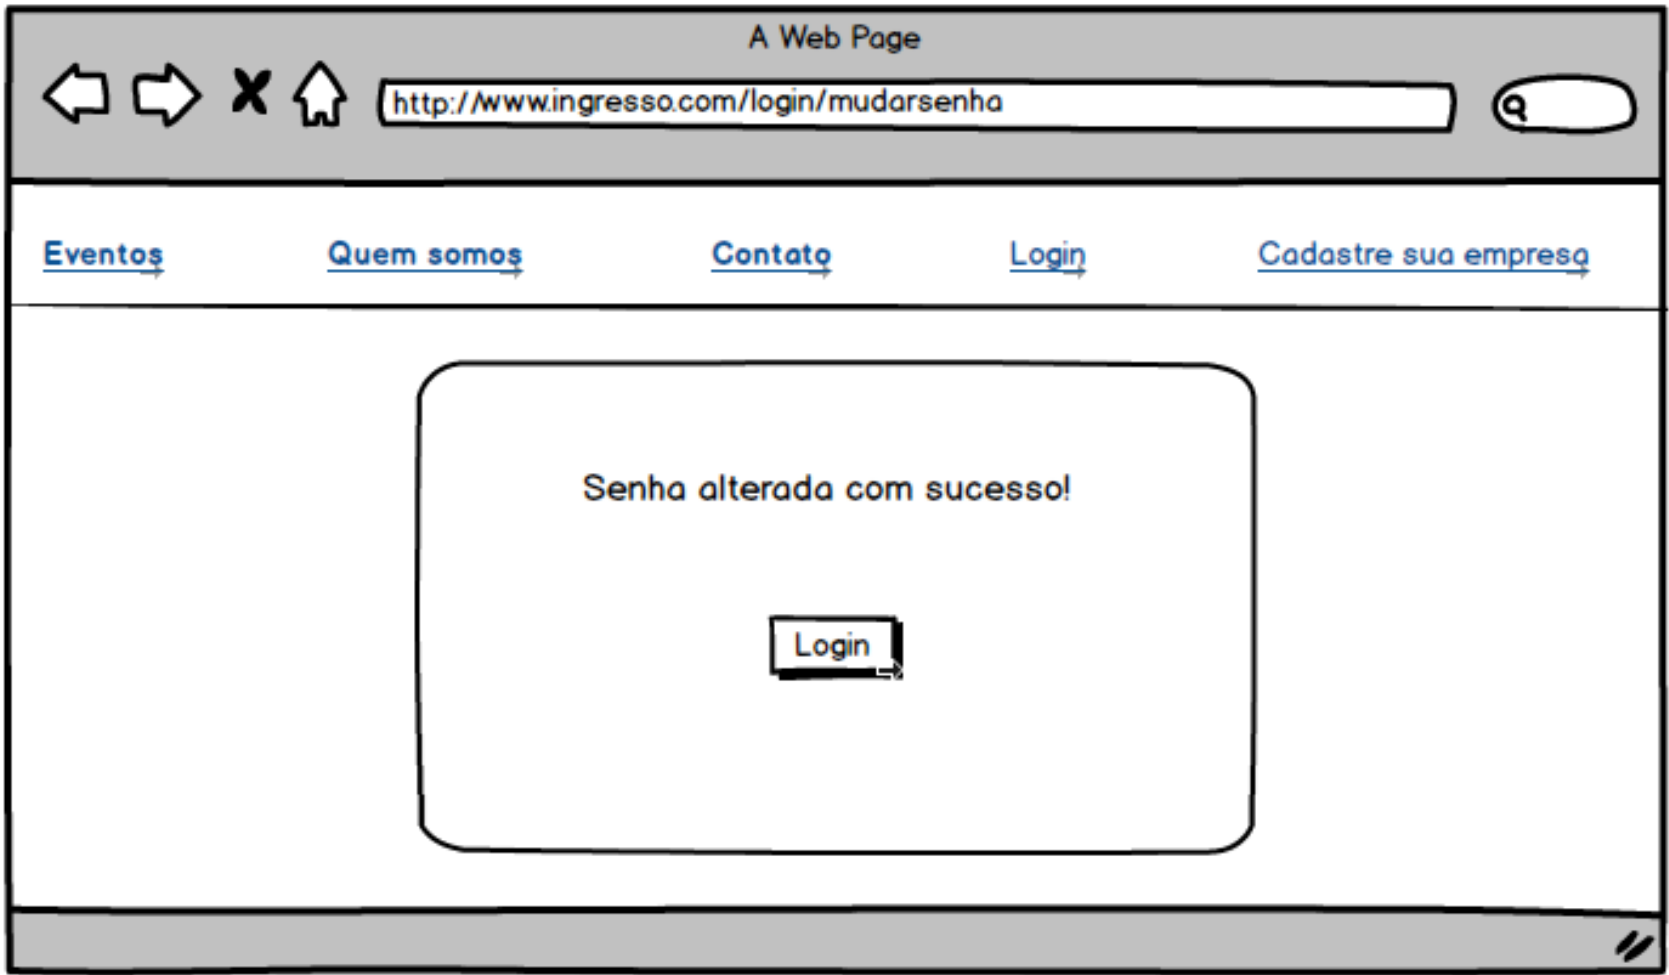 A Web Page
http://www.ingresso.com/login/mudarsenha
Eventos Quem somos Contato Login Cadastre sua empresa
Senha alterada com sucesso!
Login